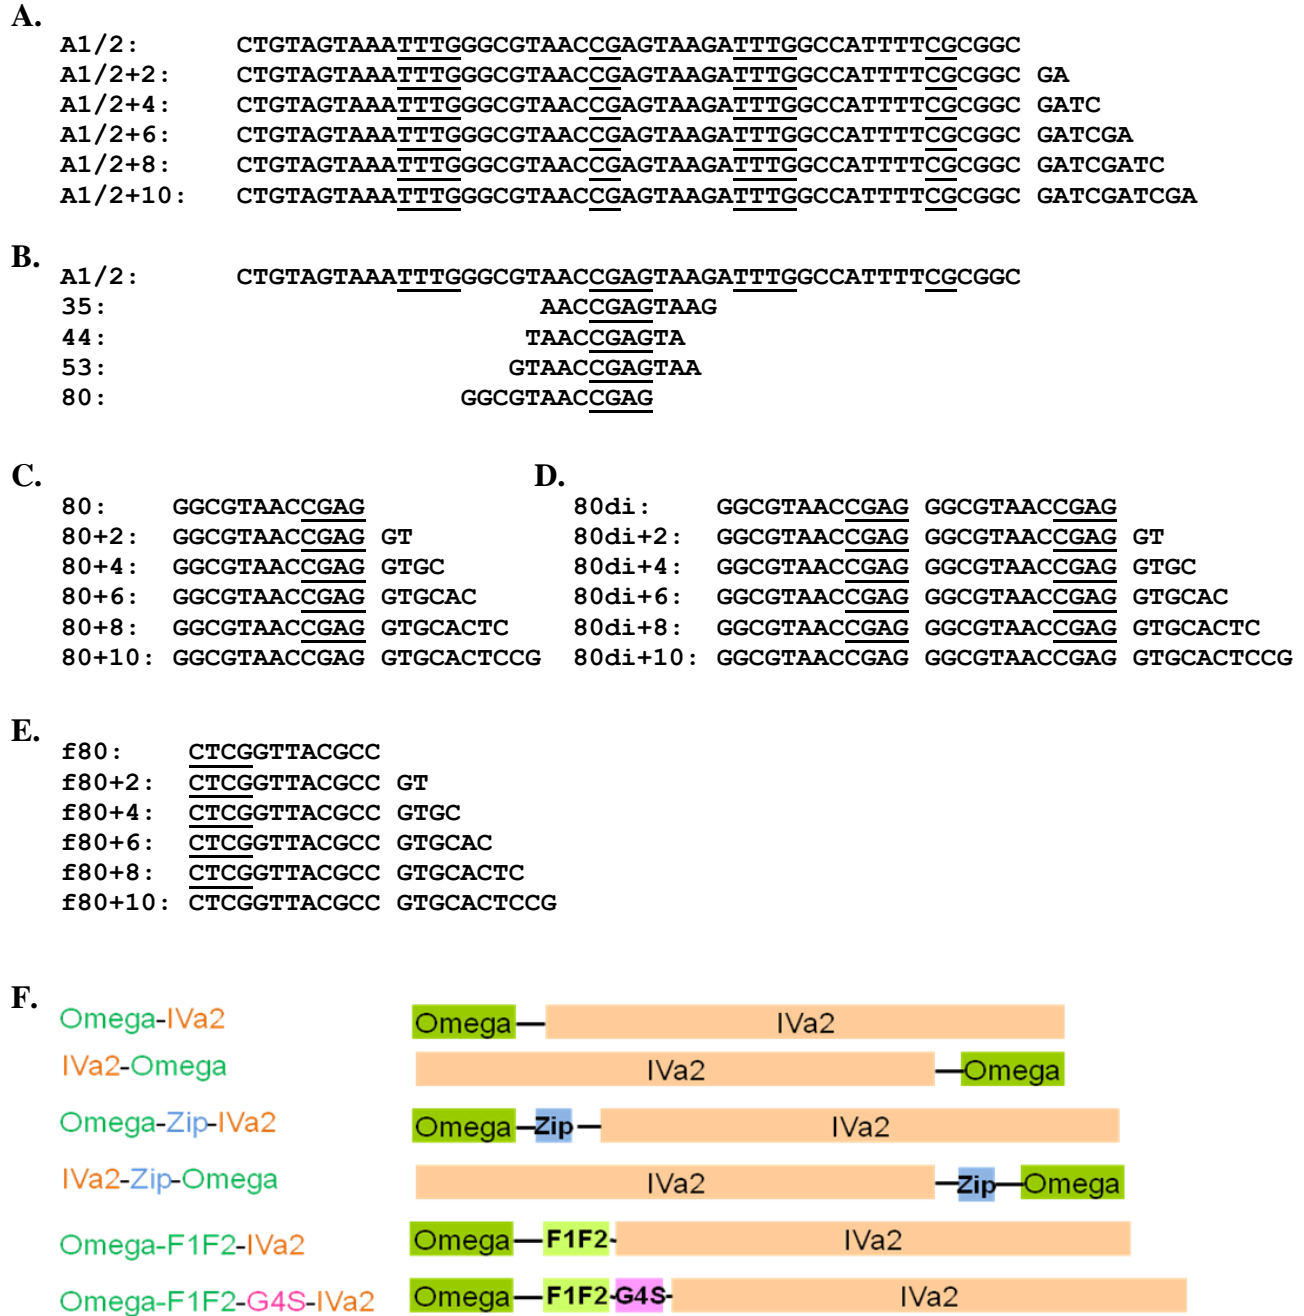 A.
A1/2: CTGTAGTAAATTTGGGCGTAACCGAGTAAGATTTGGCCATTTTCGCGGC
A1/2+2: CTGTAGTAAATTTGGGCGTAACCGAGTAAGATTTGGCCATTTTCGCGGC GA
A1/2+4: CTGTAGTAAATTTGGGCGTAACCGAGTAAGATTTGGCCATTTTCGCGGC GATC
A1/2+6: CTGTAGTAAATTTGGGCGTAACCGAGTAAGATTTGGCCATTTTCGCGGC GATCGA
A1/2+8: CTGTAGTAAATTTGGGCGTAACCGAGTAAGATTTGGCCATTTTCGCGGC GATCGATC
A1/2+10: CTGTAGTAAATTTGGGCGTAACCGAGTAAGATTTGGCCATTTTCGCGGC GATCGATCGA
B.
A1/2: CTGTAGTAAATTTGGGCGTAACCGAGTAAGATTTGGCCATTTTCGCGGC
35: AACCGAGTAAG
44: TAACCGAGTA
53: GTAACCGAGTAA
80: GGCGTAACCGAG
C.
80: GGCGTAACCGAG
80+2: GGCGTAACCGAG GT
80+4: GGCGTAACCGAG GTGC
80+6: GGCGTAACCGAG GTGCAC
80+8: GGCGTAACCGAG GTGCACTC
80+10: GGCGTAACCGAG GTGCACTCCG
D.
80di: GGCGTAACCGAG GGCGTAACCGAG
80di+2: GGCGTAACCGAG GGCGTAACCGAG GT
80di+4: GGCGTAACCGAG GGCGTAACCGAG GTGC
80di+6: GGCGTAACCGAG GGCGTAACCGAG GTGCAC
80di+8: GGCGTAACCGAG GGCGTAACCGAG GTGCACTC
80di+10: GGCGTAACCGAG GGCGTAACCGAG GTGCACTCCG
E.
f80: CTCGGTTACGCC
f80+2: CTCGGTTACGCC GT
f80+4: CTCGGTTACGCC GTGC
f80+6: CTCGGTTACGCC GTGCAC
f80+8: CTCGGTTACGCC GTGCACTC
f80+10: CTCGGTTACGCC GTGCACTCCG
F.
Omega-IVa2 Omega IVa2
IVa2-Omega IVa2 Omega
Omega-Zip-IVa2 Omega Zip IVa2
IVa2-Zip-Omega IVa2 Zip Omega
Omega-F1F2-IVa2 Omega F1F2 IVa2
Omega-F1F2-G4S-IVa2 Omega F1F2 G4S IVa2